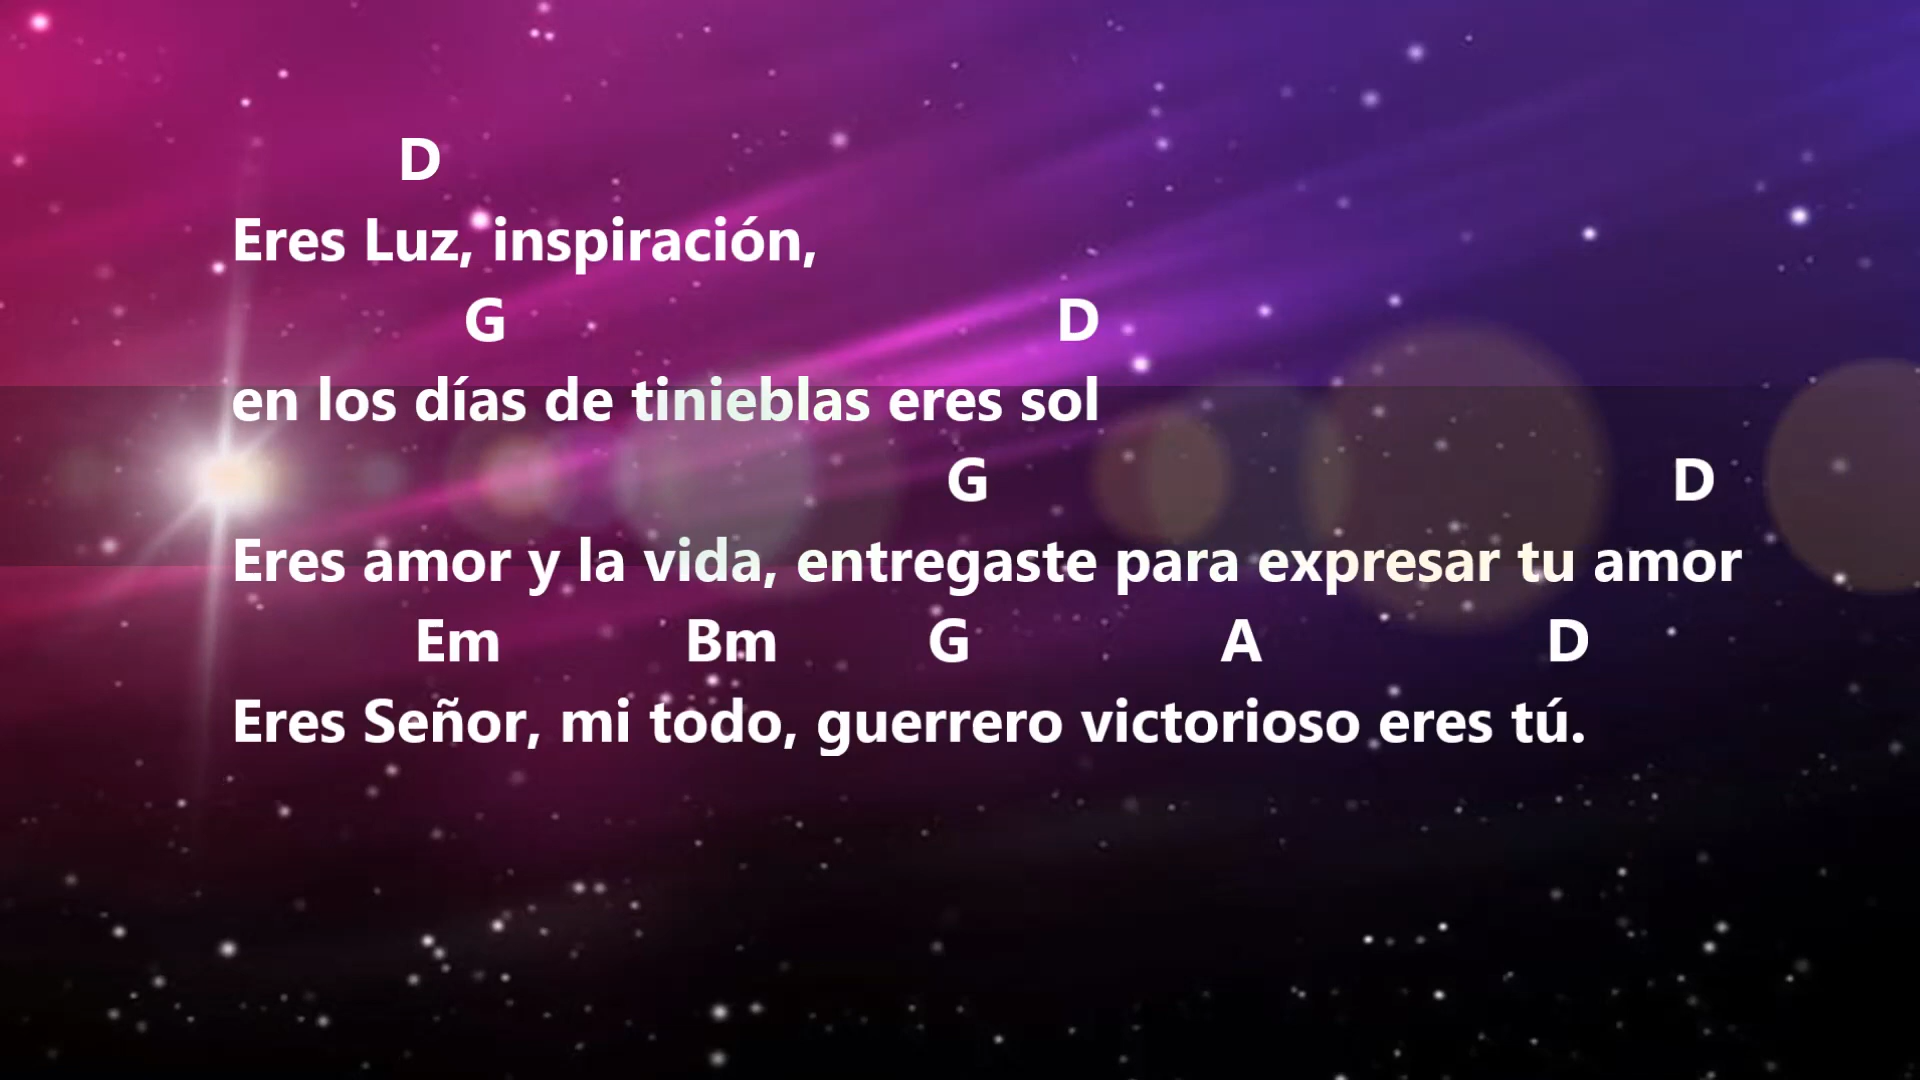 D
Eres Luz, inspiración,
G D
en los días de tinieblas eres sol
G D
Eres amor y la vida, entregaste para expresar tu amor
Em Bm G A D
Eres Señor, mi todo, guerrero victorioso eres tú.